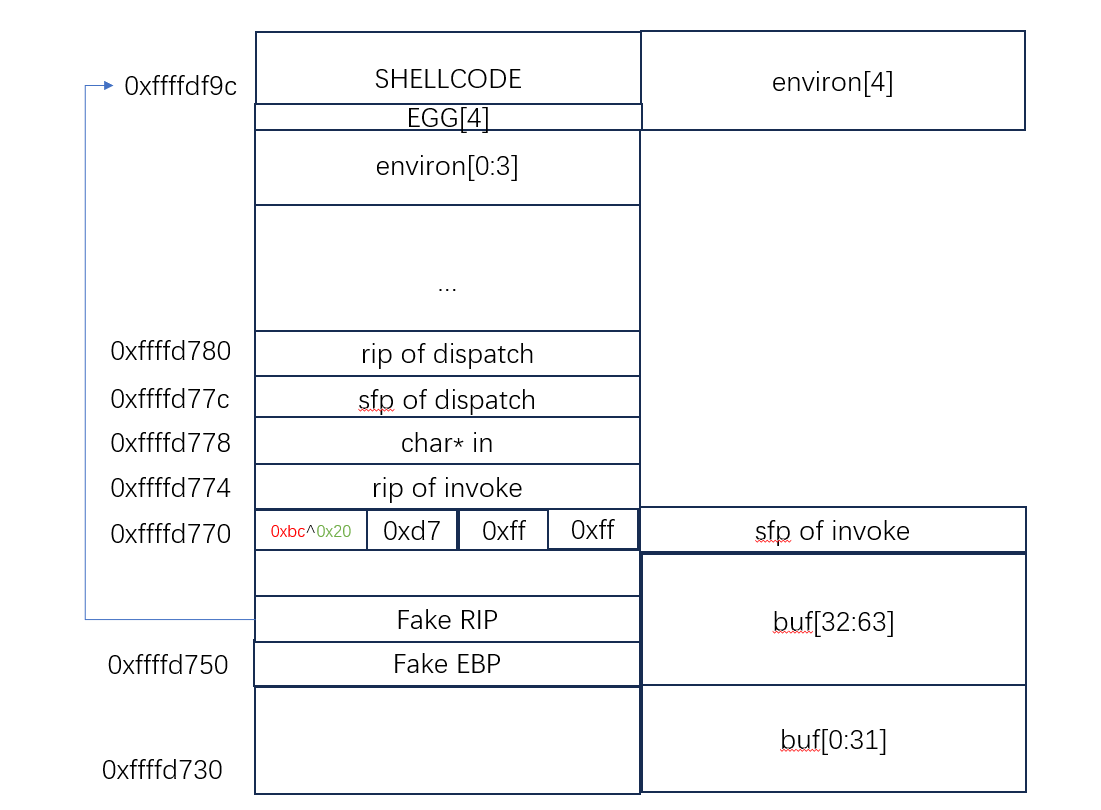 0xffffdf9c
SHELLCODE
environ[4]
EGG[4]
environ[0:3]
...
0xffffd780
rip of dispatch
0xffffd77c
sfp of dispatch
0xffffd778
char* in
0xffffd774
rip of invoke
0xffffd770
0xbc^0x20
0xd7
0xff
0xff
sfp of invoke
Fake RIP
buf[32:63]
0xffffd750
Fake EBP
buf[0:31]
0xffffd730